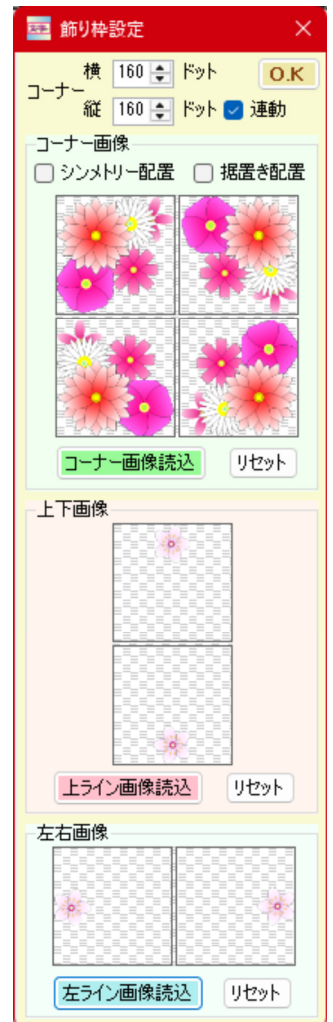 飾り枠設定
コーナー
横 160 ドット O.K
縦 160 ドット 連動
コーナー画像
シンメトリー配置 据置き配置
コーナー画像読込 リセット
上下画像
上ライン画像読込 リセット
左右画像
左ライン画像読込 リセット